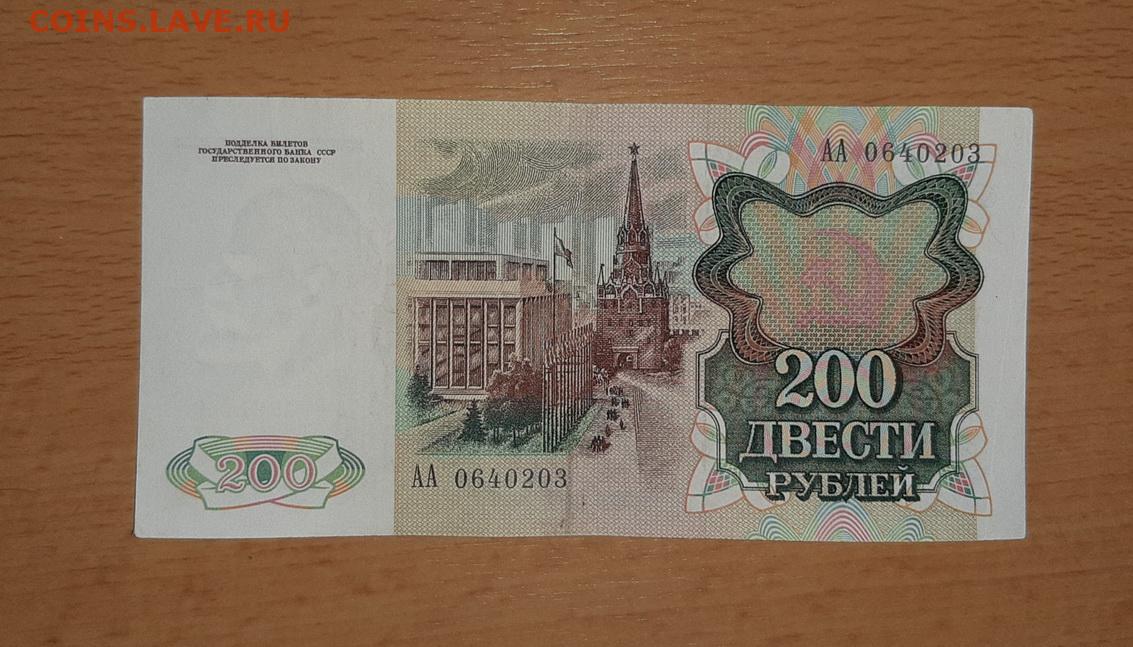 COINS.LAVE.RU
ПОДДЕЛКА БИЛЕТОВ
ГОСУДАРСТВЕННОГО БАНКА СССР
ПРЕСЛЕДУЕТСЯ ПО ЗАКОНУ
АА 0640203
200
ДВЕСТИ
РУБЛЕЙ
200
АА 0640203